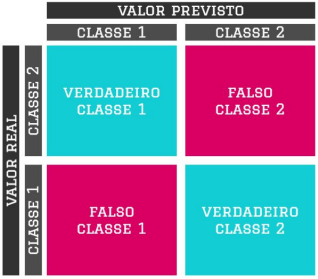 VALOR PREVISTO
CLASSE 1
CLASSE 2
VALOR REAL
CLASSE 2
VERDADEIRO
CLASSE 1
FALSO
CLASSE 2
CLASSE 1
FALSO
CLASSE 1
VERDADEIRO
CLASSE 2